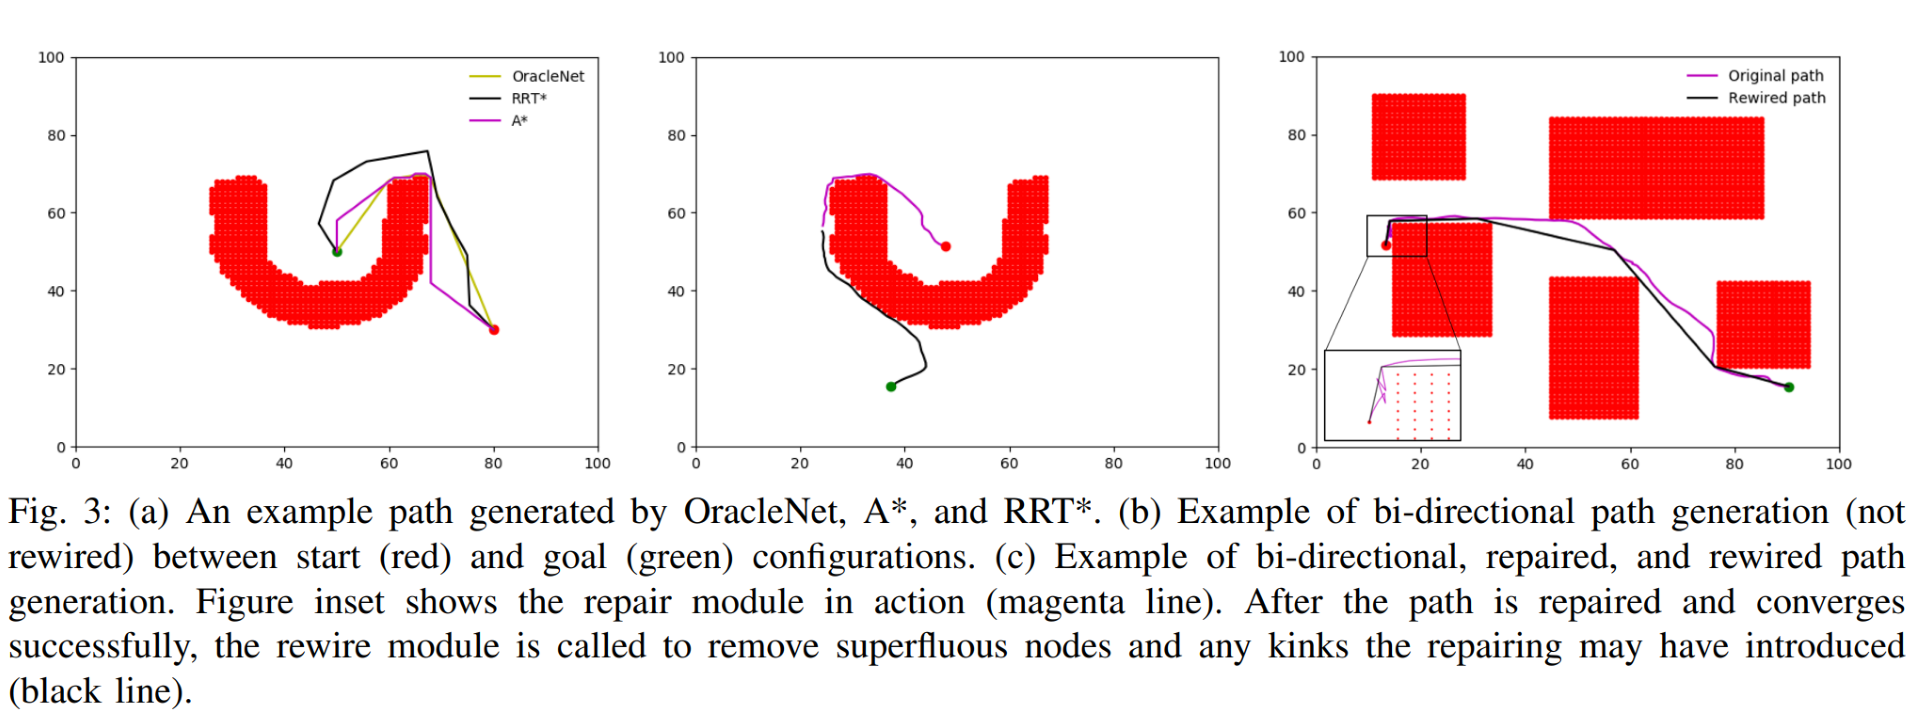 100
80
60
40
20
0
0 20 40 60 80 100
OracleNet
RRT*
A*
100
80
60
40
20
0
0 20 40 60 80 100
100
80
60
40
20
0
0 20 40 60 80 100
Original path
Rewired path
Fig. 3: (a) An example path generated by OracleNet, A*, and RRT*. (b) Example of bi-directional path generation (not
rewired) between start (red) and goal (green) configurations. (c) Example of bi-directional, repaired, and rewired path
generation. Figure inset shows the repair module in action (magenta line). After the path is repaired and converges
successfully, the rewire module is called to remove superfluous nodes and any kinks the repairing may have introduced
(black line).